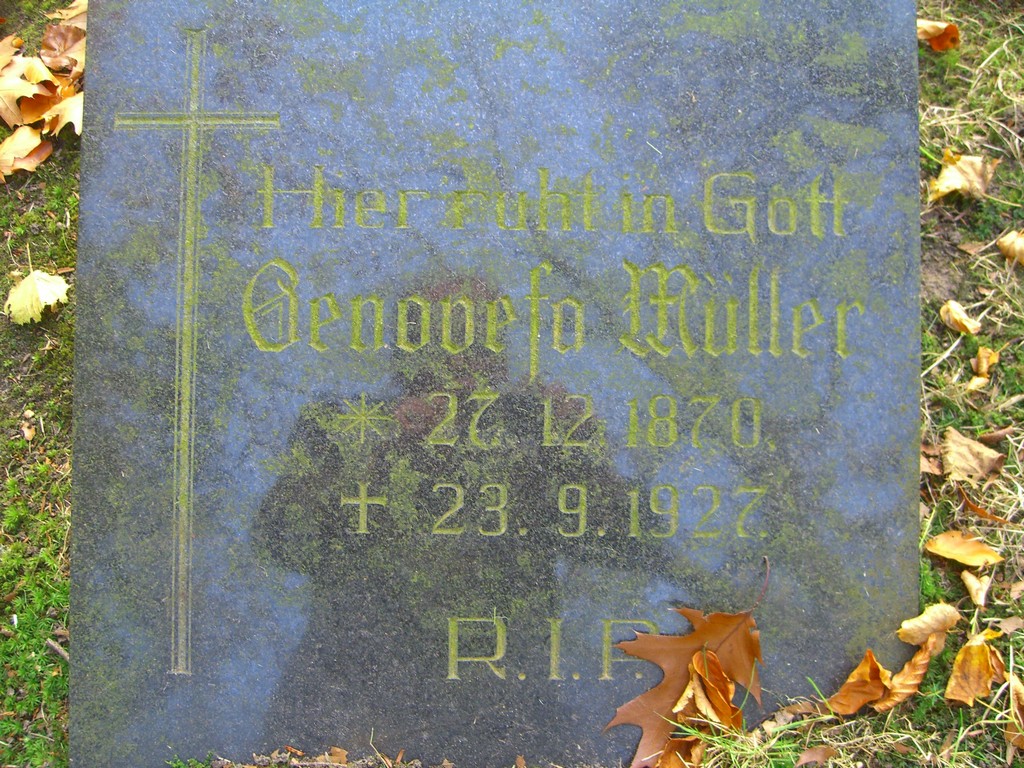 Hier ruht in Gott
Genovefa Müller
* 27. 12. 1870.
+ 23. 9. 1927.
R.I.P.